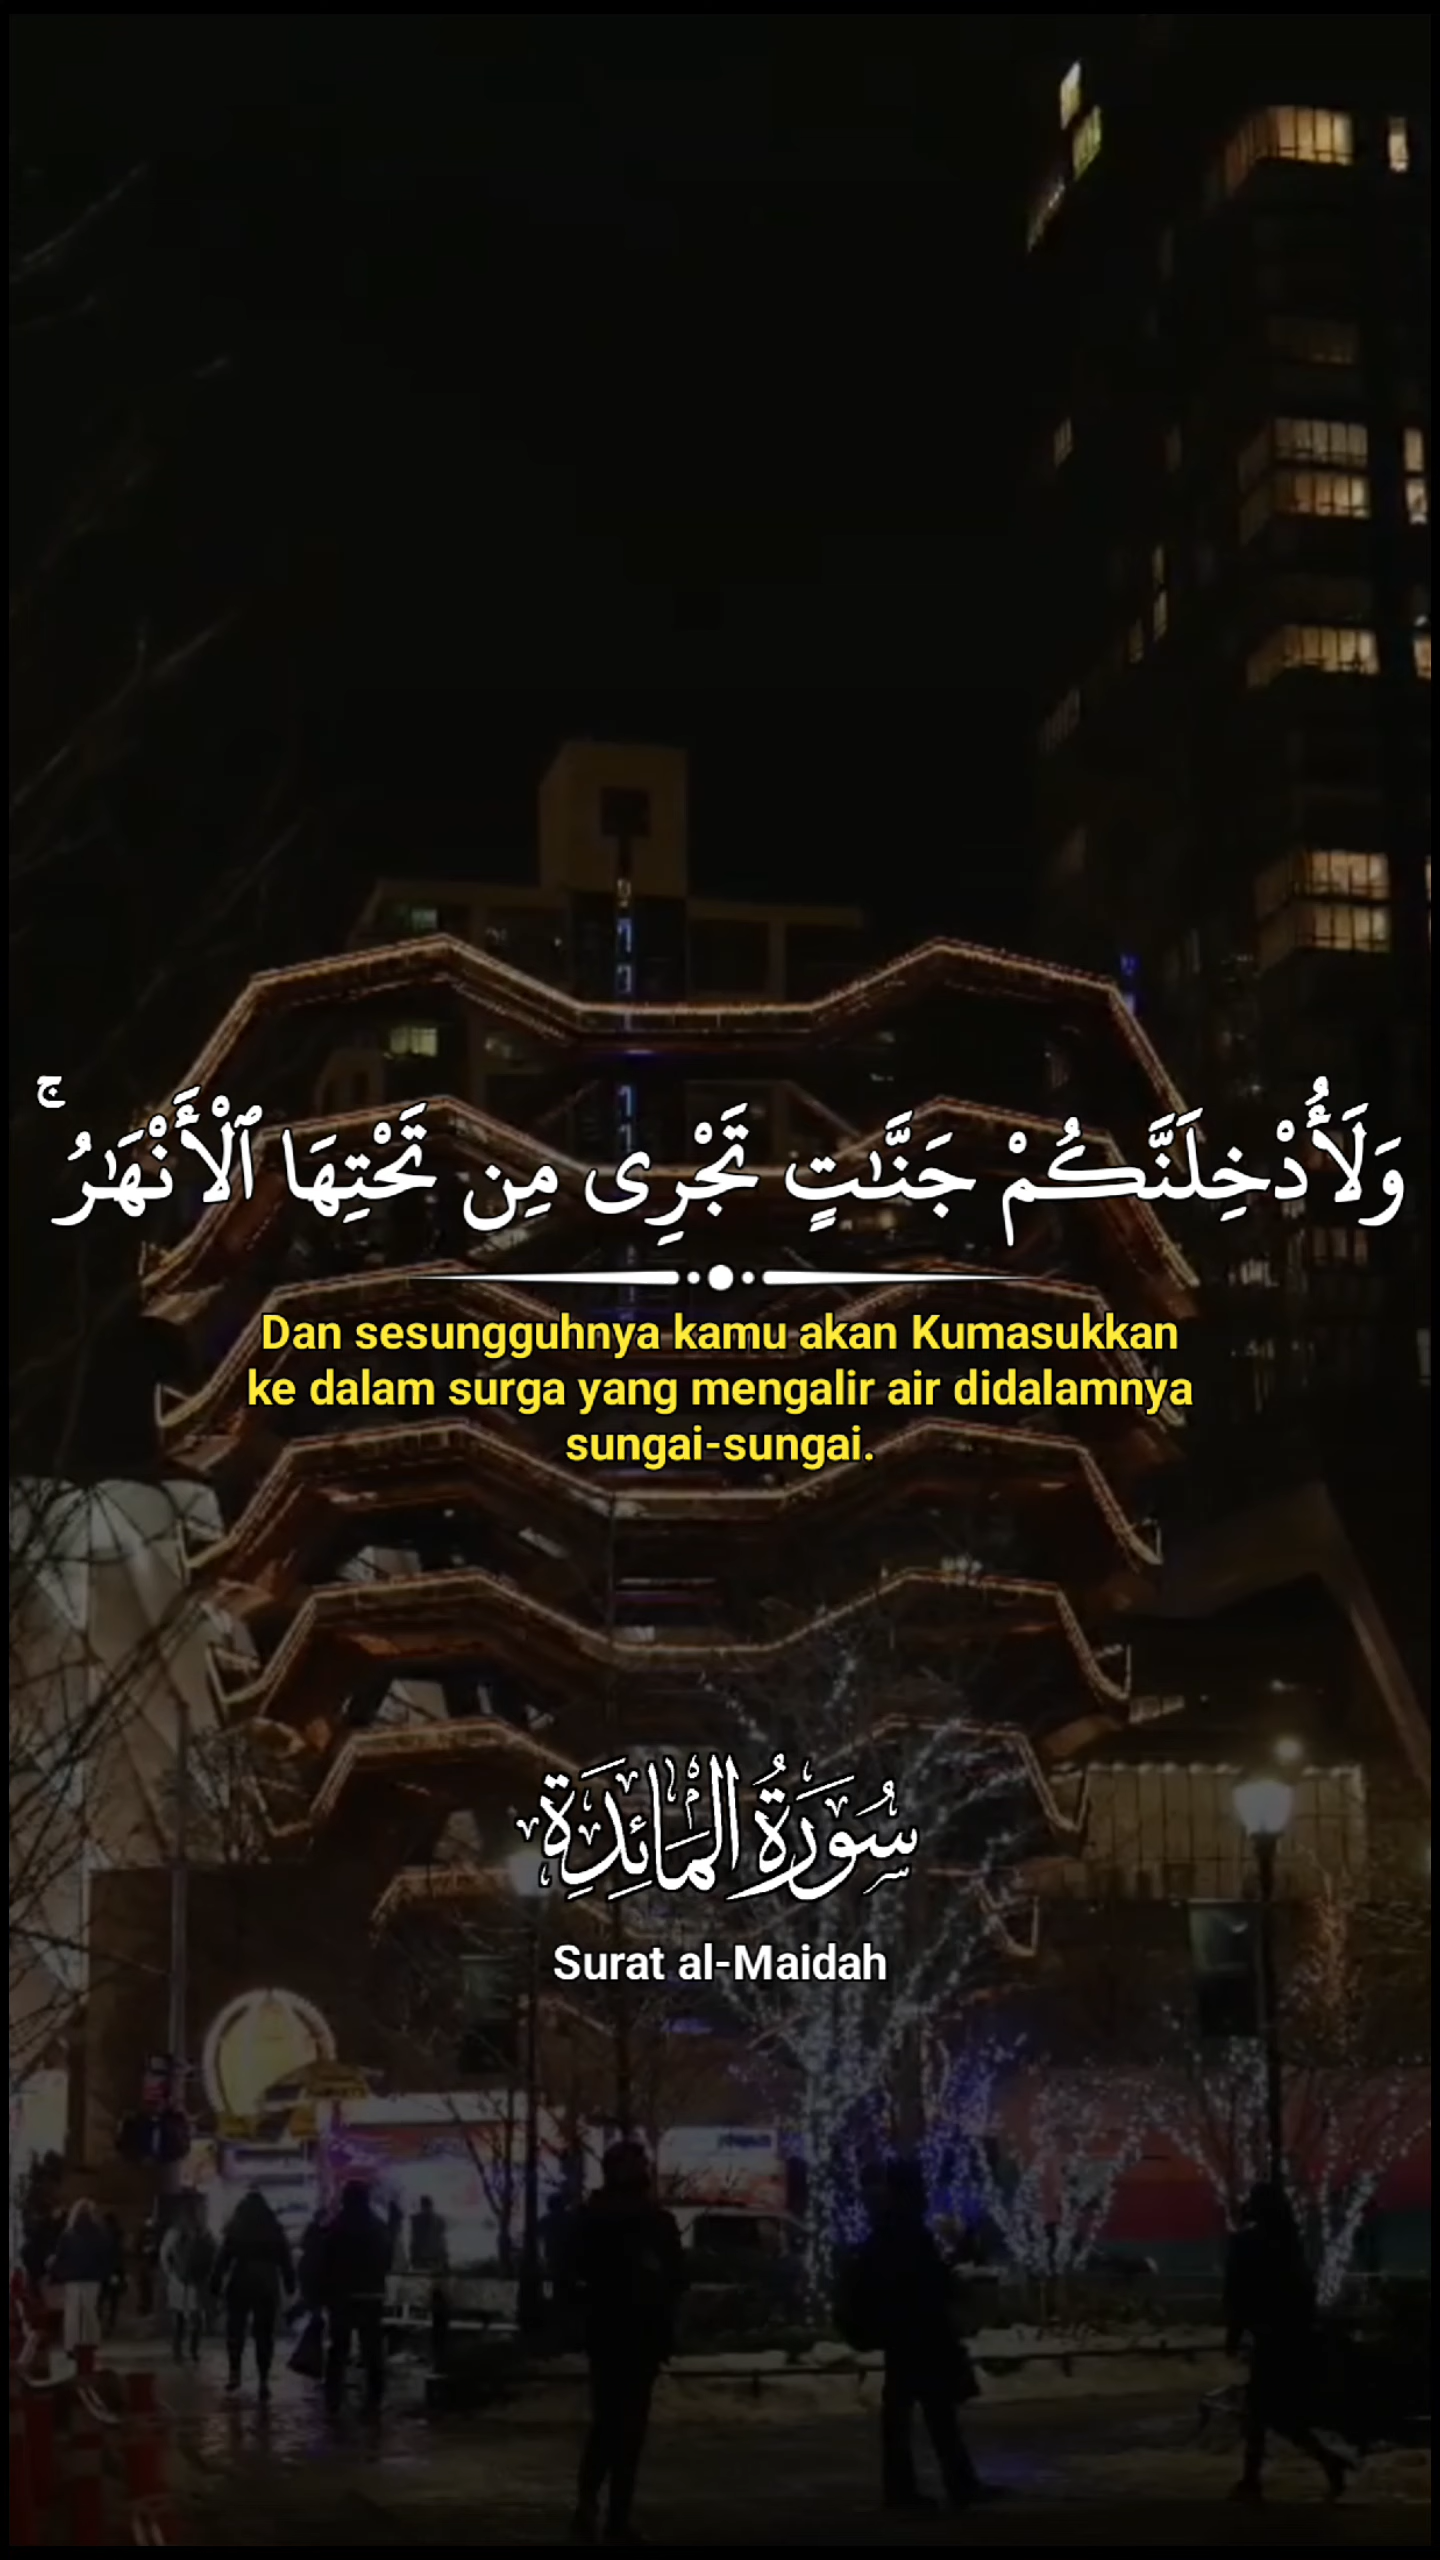 وَلَأُدْخِلَنَّكُمْ جَنَّـٰتٍ تَجْرِى مِن تَحْتِهَا ٱلْأَنْهَـٰرُ ۚ
Dan sesungguhnya kamu akan Kumasukkan
ke dalam surga yang mengalir air didalamnya
sungai-sungai.
سُورَةُ الْمَائِدَةِ
Surat al-Maidah